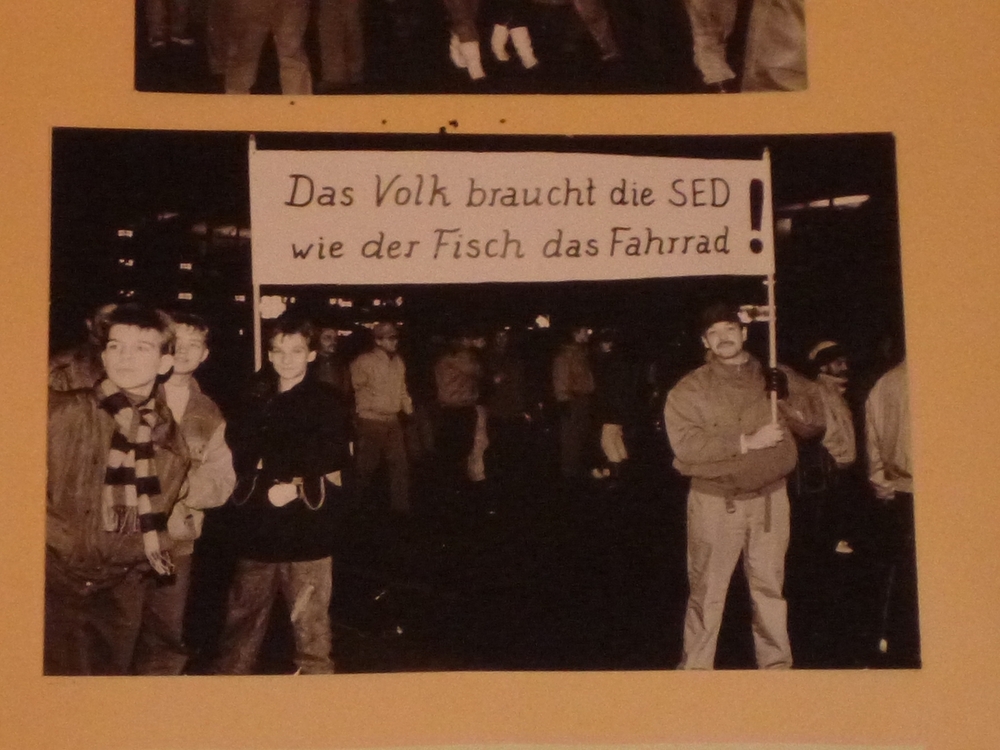 Das Volk braucht die SED
wie der Fisch das Fahrrad!